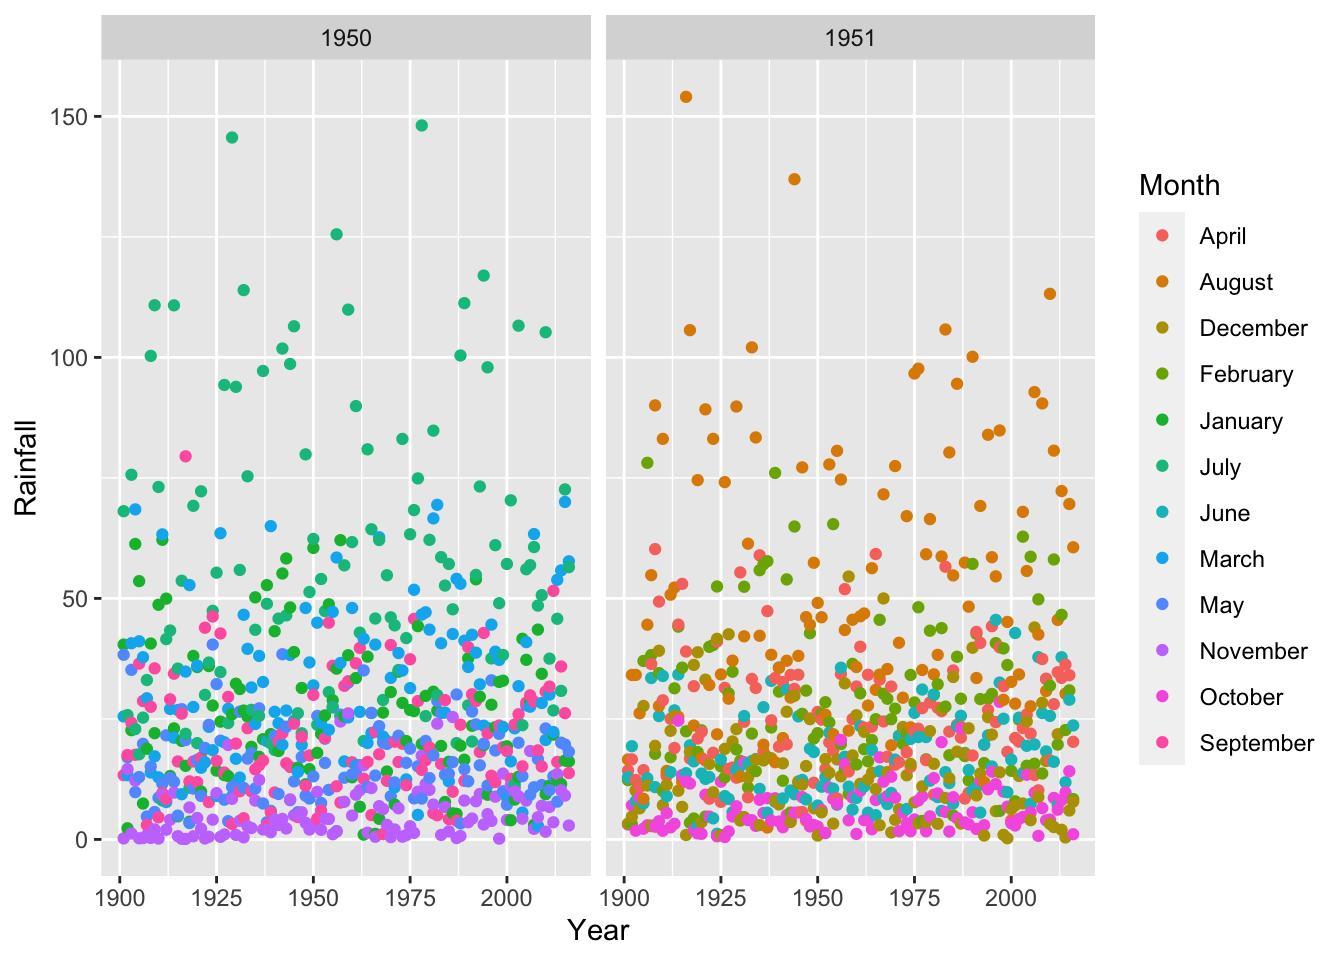 1950
1951
150
100
50
0
Rainfall
1900 1925 1950 1975 2000
1900 1925 1950 1975 2000
Year
Month
April
August
December
February
January
July
June
March
May
November
October
September